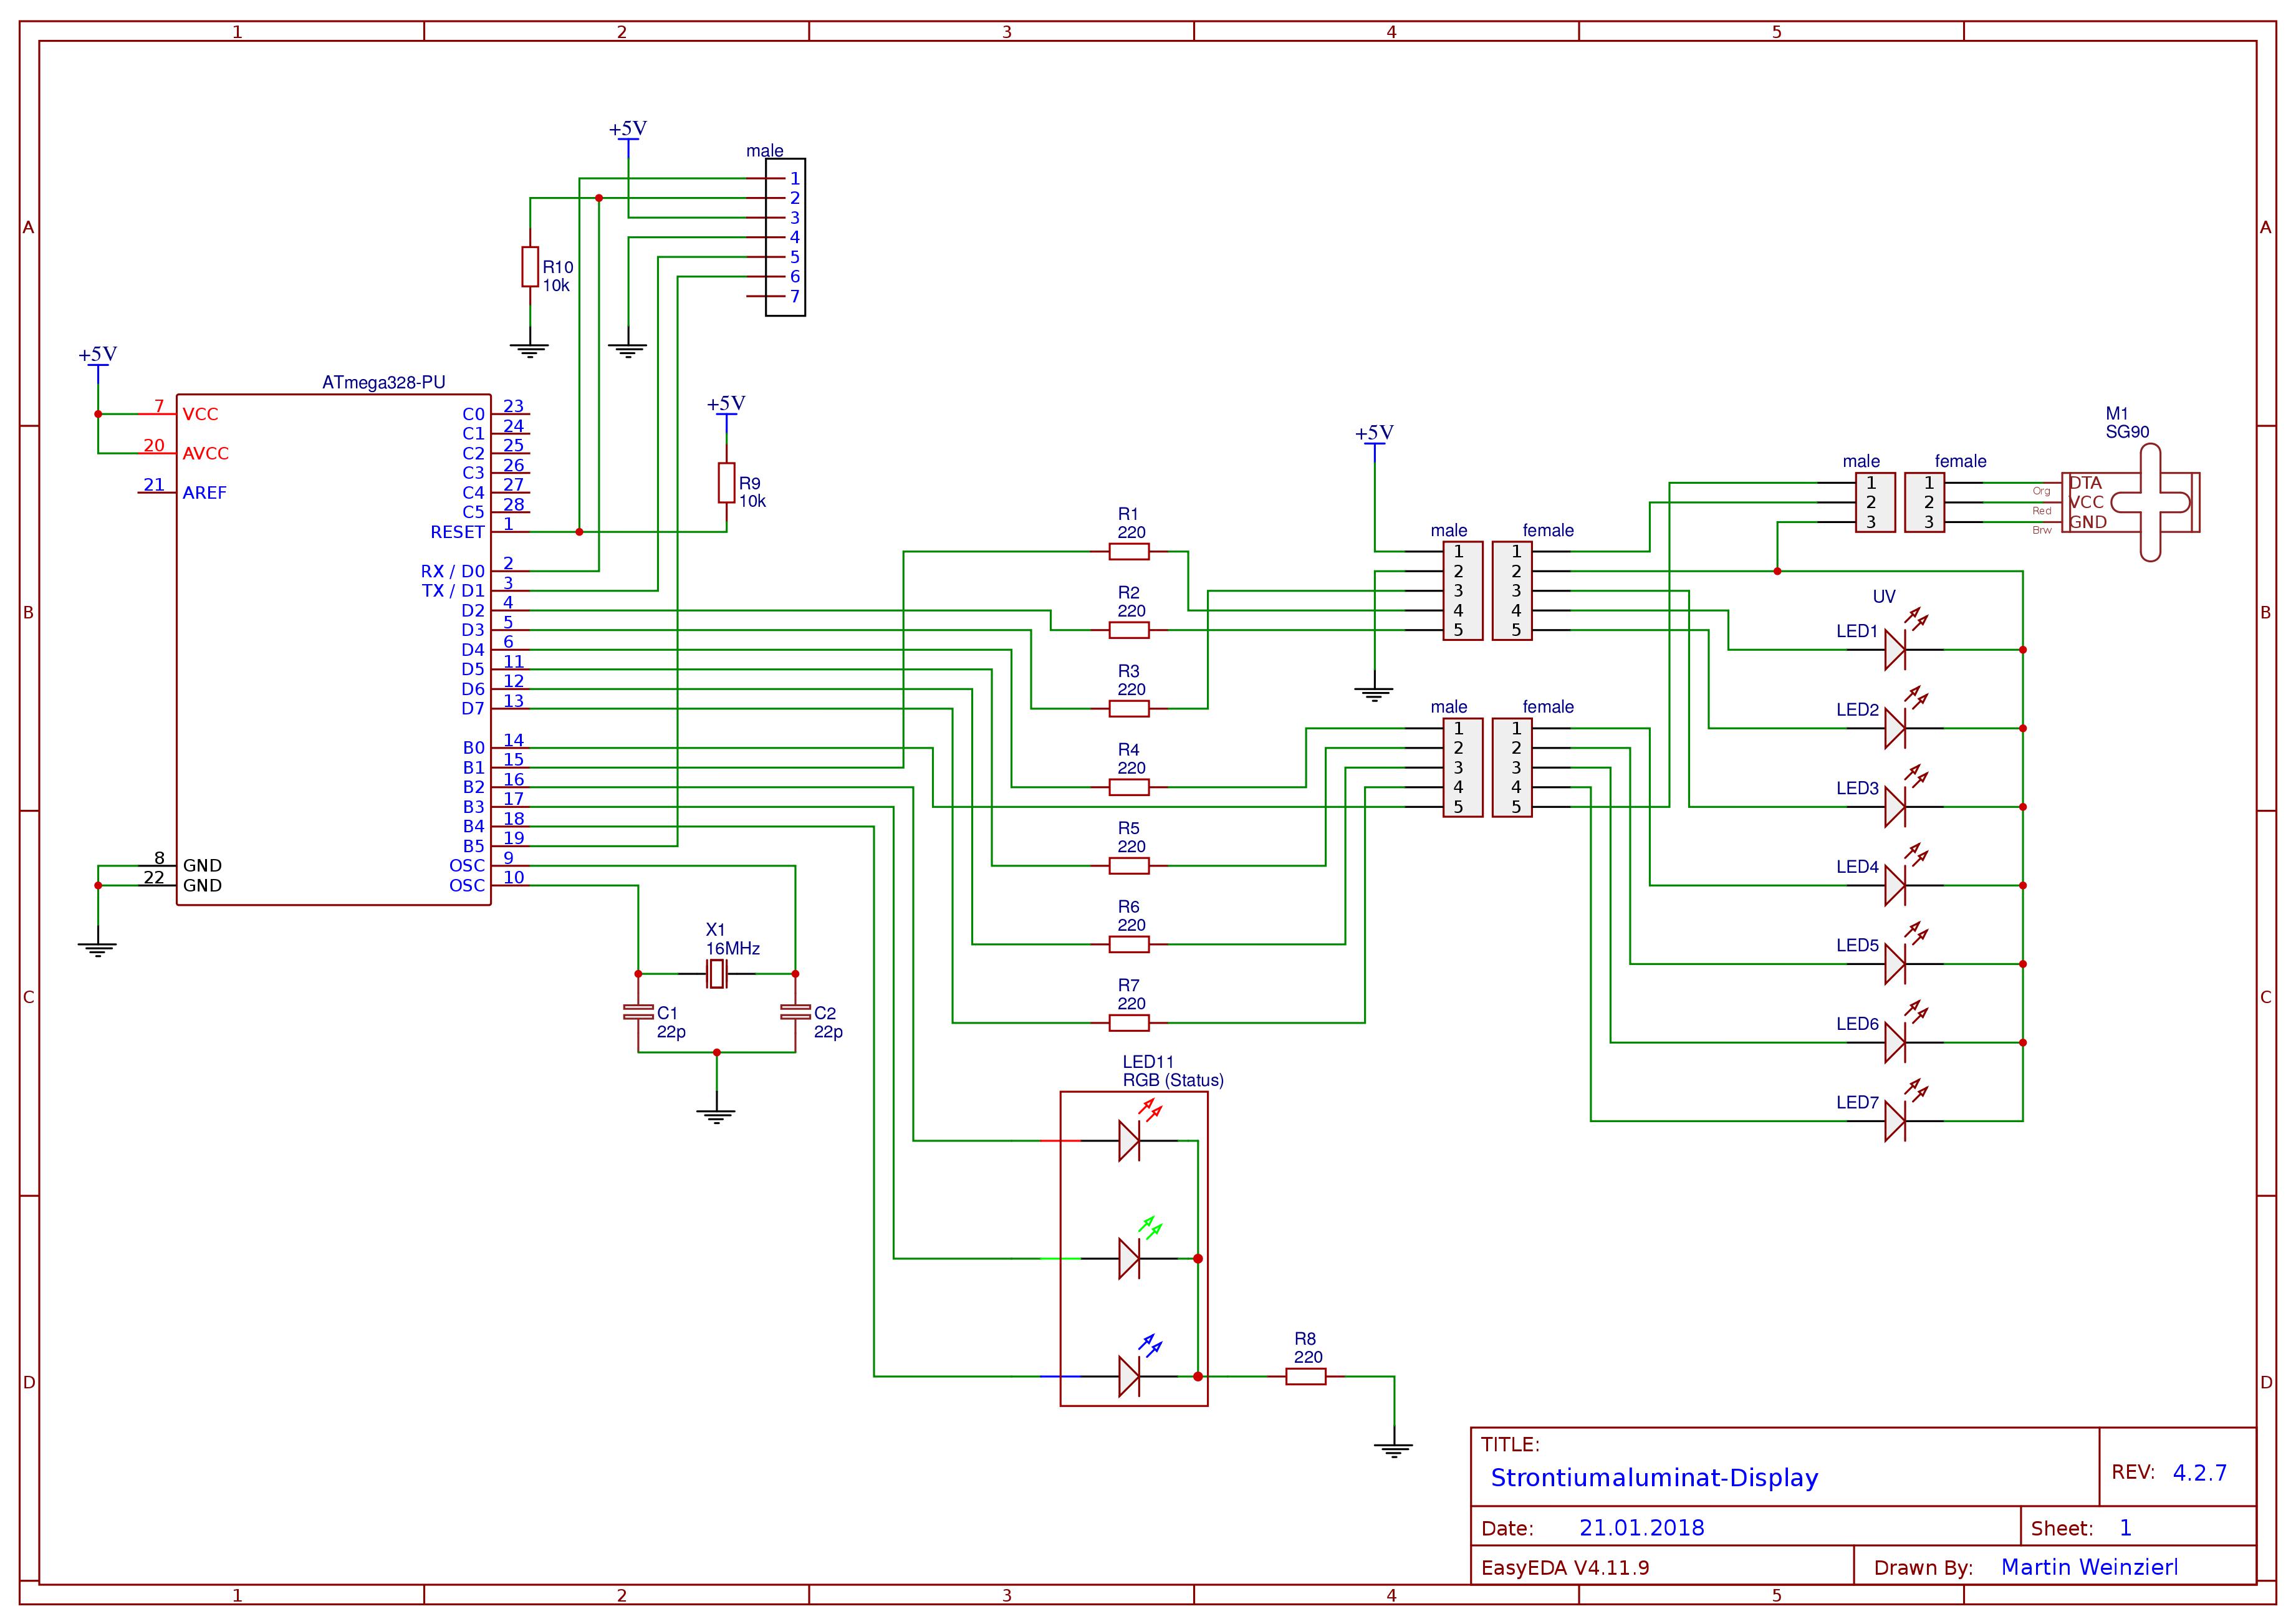 1 2 3 4 5
A A
B B
C C
D D
1 2 3 4 5
+5V
male
1
2
3
4
5
6
7
R10
10k
+5V
ATmega328-PU
7 VCC
20 AVCC
21 AREF
8 GND
22 GND
C0 23
C1 24
C2 25
C3 26
C4 27
C5 28
RESET 1
RX / D0 2
TX / D1 3
D2 4
D3 5
D4 6
D5 11
D6 12
D7 13
B0 14
B1 15
B2 16
B3 17
B4 18
B5 19
OSC 9
OSC 10
+5V
R9
10k
X1
16MHz
C1
22p
C2
22p
R1
220
R2
220
R3
220
R4
220
R5
220
R6
220
R7
220
LED11
RGB (Status)
R8
220
+5V
male female
1 1
2 2
3 3
4 4
5 5
male female
1 1
2 2
3 3
4 4
5 5
M1
SG90
male female
1 1 DTA
Org
2 2 VCC
Red
3 3 GND
Brw
UV
LED1
LED2
LED3
LED4
LED5
LED6
LED7
TITLE:
Strontiumaluminat-Display
REV: 4.2.7
Date: 21.01.2018
Sheet: 1
EasyEDA V4.11.9
Drawn By: Martin Weinzierl